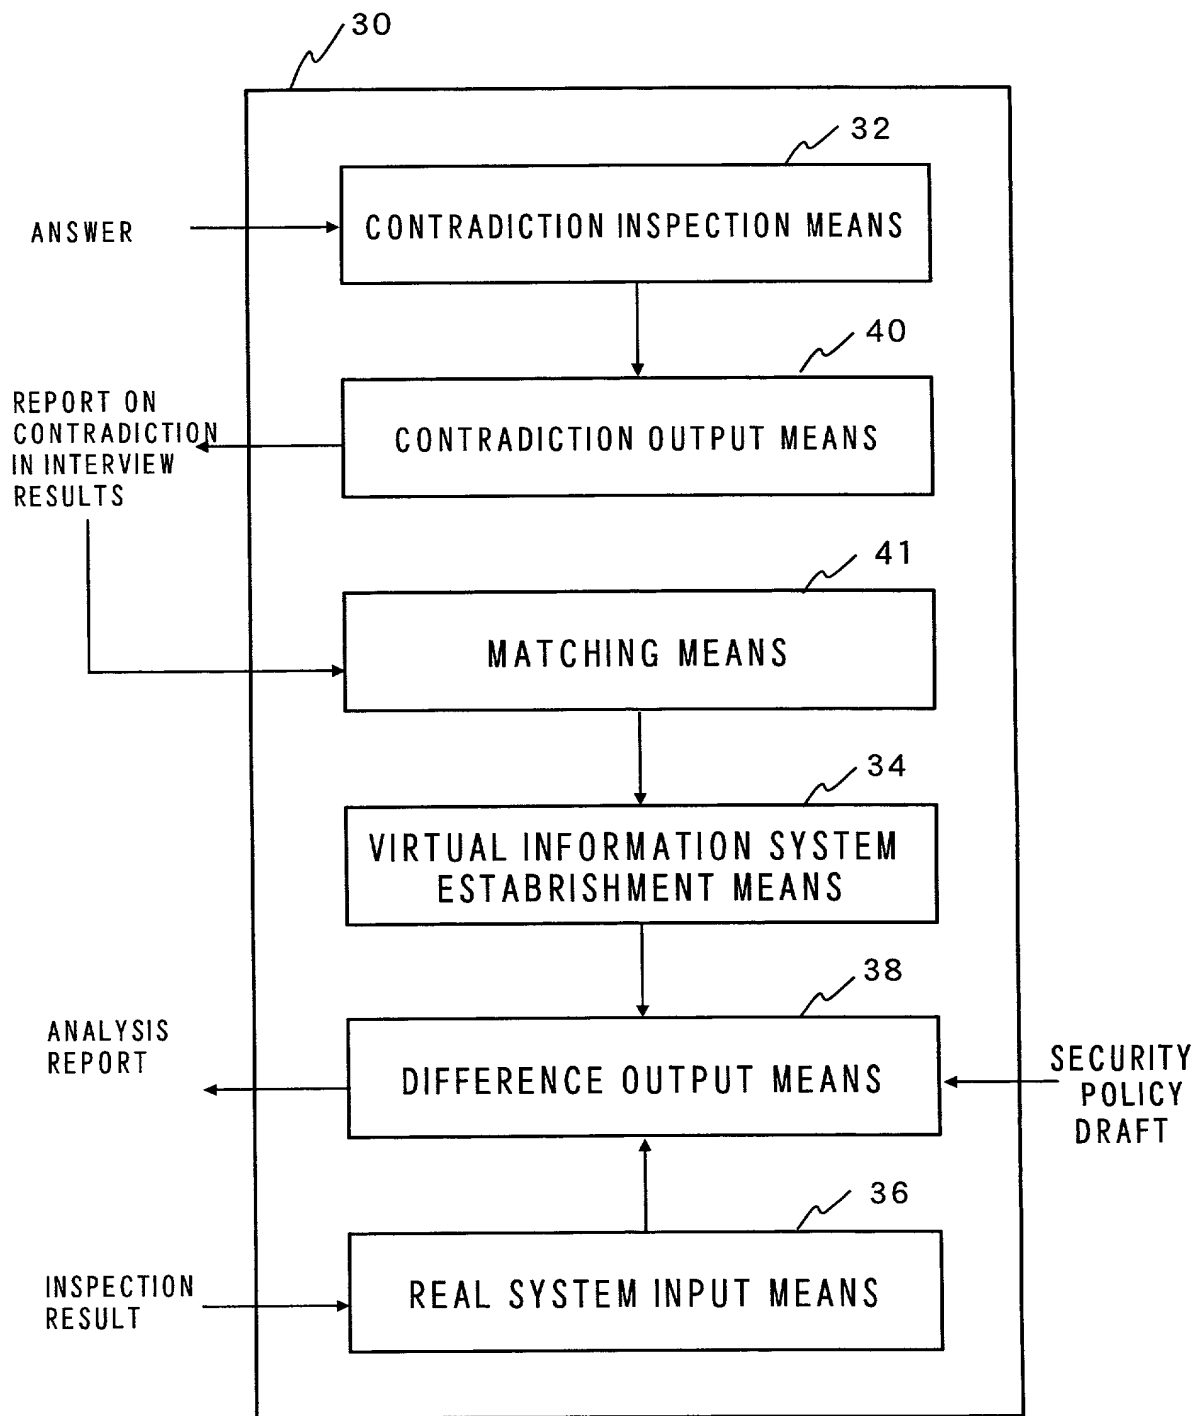 30
32
ANSWER
CONTRADICTION INSPECTION MEANS
40
REPORT ON
CONTRADICTION
IN INTERVIEW
RESULTS
CONTRADICTION OUTPUT MEANS
41
MATCHING MEANS
34
VIRTUAL INFORMATION SYSTEM
ESTABRISHMENT MEANS
38
ANALYSIS
REPORT
DIFFERENCE OUTPUT MEANS
SECURITY
POLICY
DRAFT
36
INSPECTION
RESULT
REAL SYSTEM INPUT MEANS